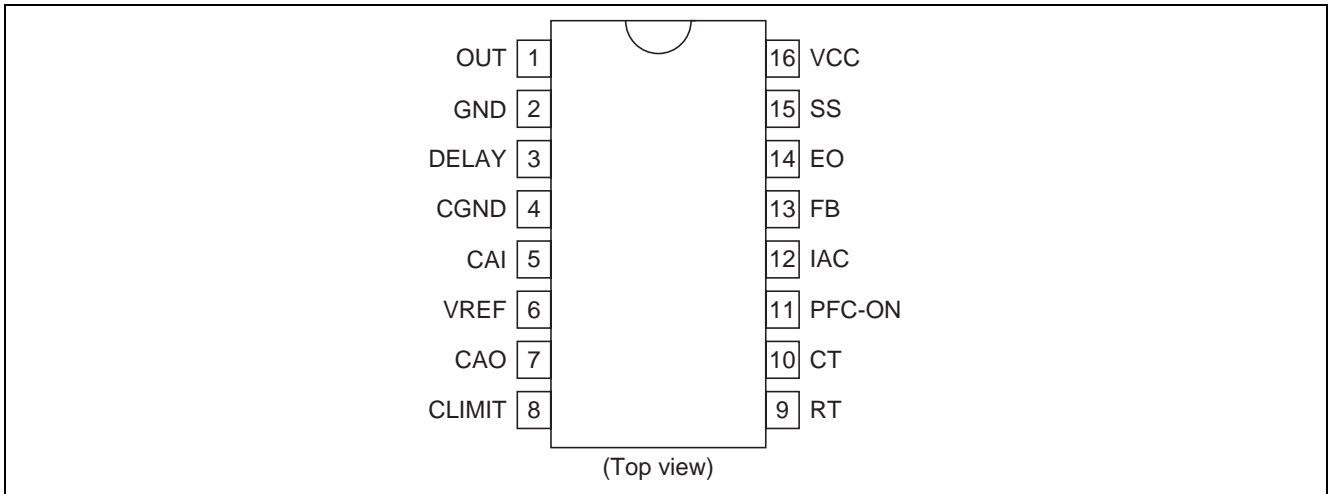 OUT 1 16 VCC
GND 2 15 SS
DELAY 3 14 EO
CGND 4 13 FB
CAI 5 12 IAC
VREF 6 11 PFC-ON
CAO 7 10 CT
CLIMIT 8 9 RT
(Top view)